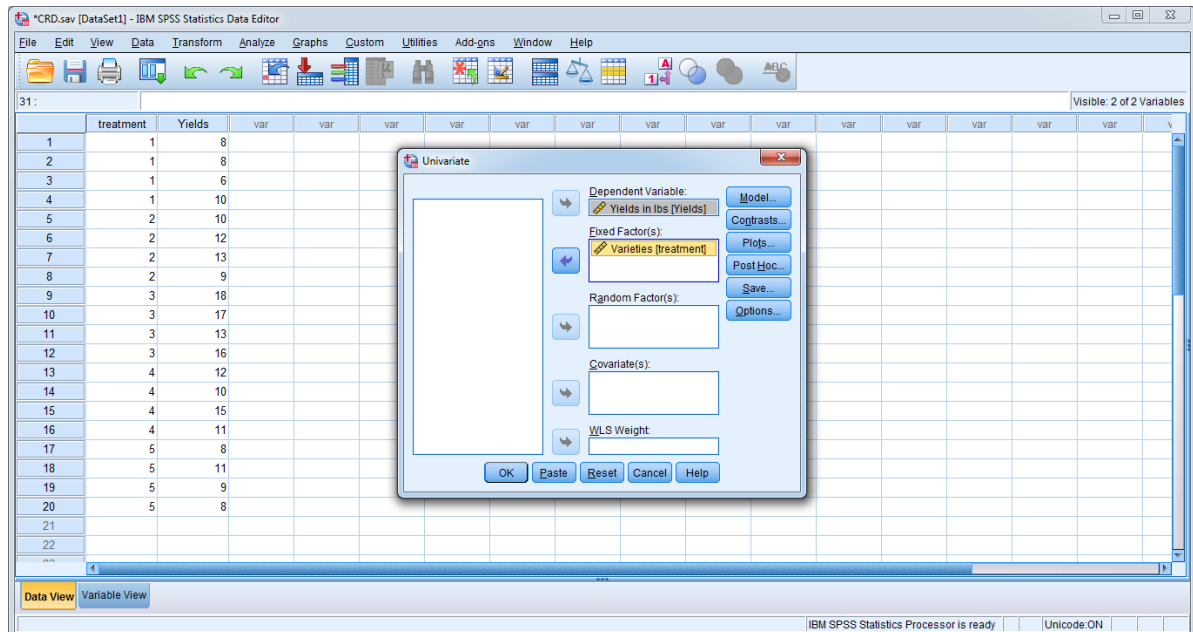 *CRD.sav [DataSet1] - IBM SPSS Statistics Data Editor
File Edit View Data Transform Analyze Graphs Custom Utilities Add-ons Window Help
A
14
ABC
31 :
Visible: 2 of 2 Variables
treatment Yields var var var var var var var var var var var var var var v
1 1 8
2 1 8
3 1 6
4 1 10
5 2 10
6 2 12
7 2 13
8 2 9
9 3 18
10 3 17
11 3 13
12 3 16
13 4 12
14 4 10
15 4 15
16 4 11
17 5 8
18 5 11
19 5 9
20 5 8
21
22
Univariate
Dependent Variable:
Yields in lbs [Yields]
Fixed Factor(s):
Varieties [treatment]
Random Factor(s):
Covariate(s):
WLS Weight:
Model...
Contrasts...
Plots...
Post Hoc...
Save...
Options...
OK Paste Reset Cancel Help
Data View Variable View
IBM SPSS Statistics Processor is ready Unicode:ON